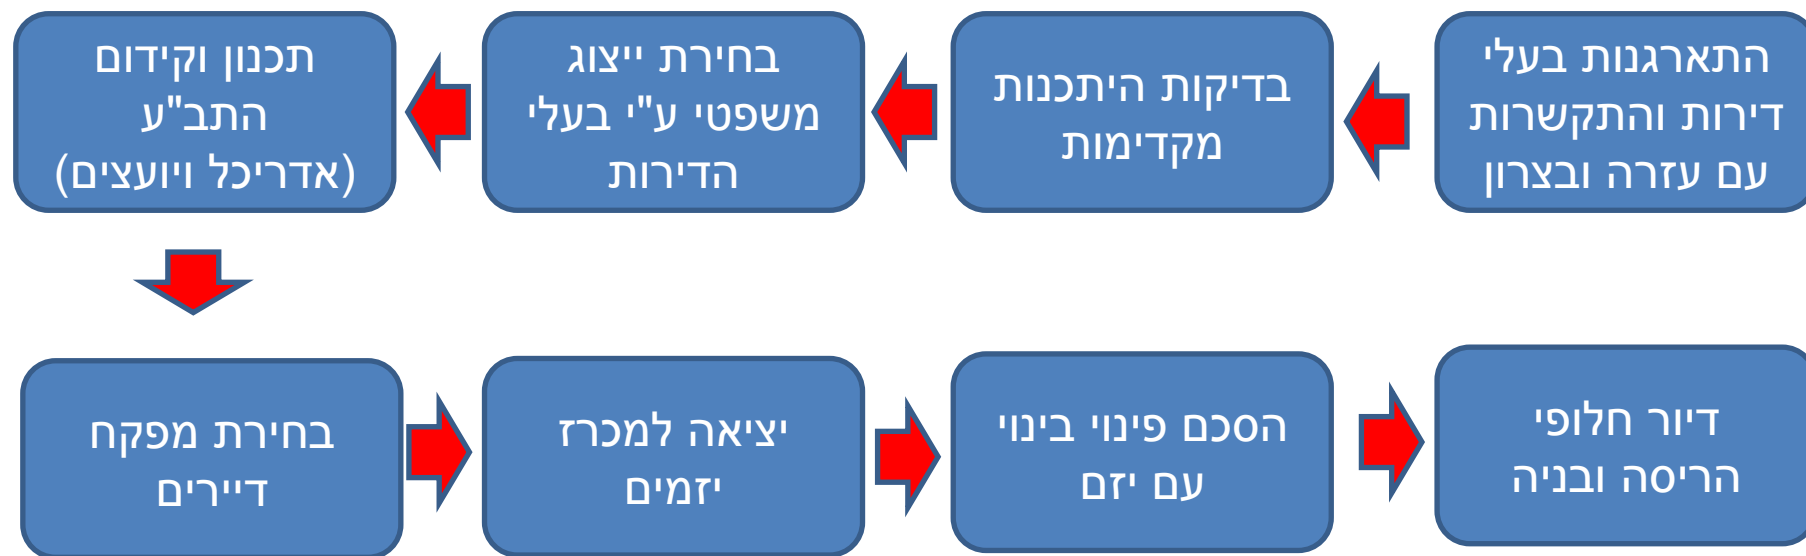 התארגנות בעלי
דירות והתקשרות
עם עזרה ובצרון
בדיקות היתכנות
מקדימות
בחירת ייצוג
משפטי ע"י בעלי
הדירות
תכנון וקידום
התב"ע
(אדריכל ויועצים)
בחירת מפקח
דיירים
יציאה למכרז
יזמים
הסכם פינוי בינוי
עם יזם
דיור חלופי
הריסה ובניה